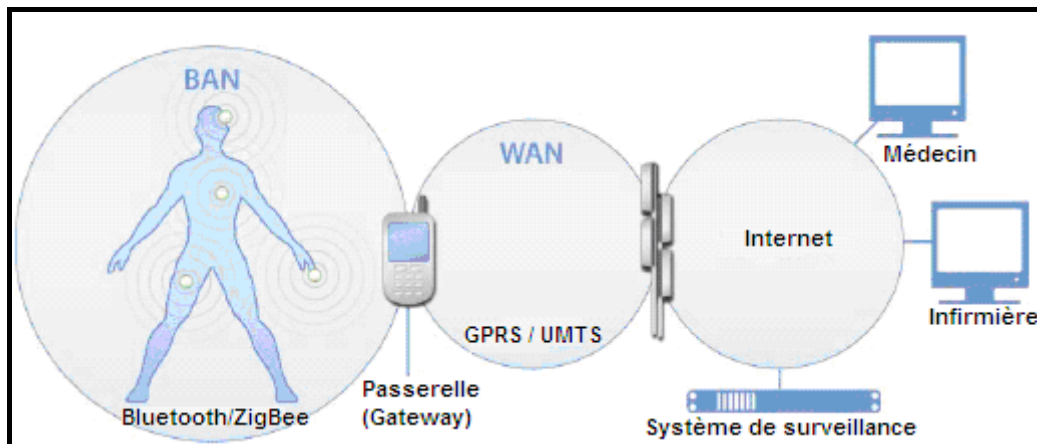 BAN
Bluetooth/ZigBee
Passerelle
(Gateway)
WAN
GPRS / UMTS
Internet
Médecin
Infirmière
Système de surveillance